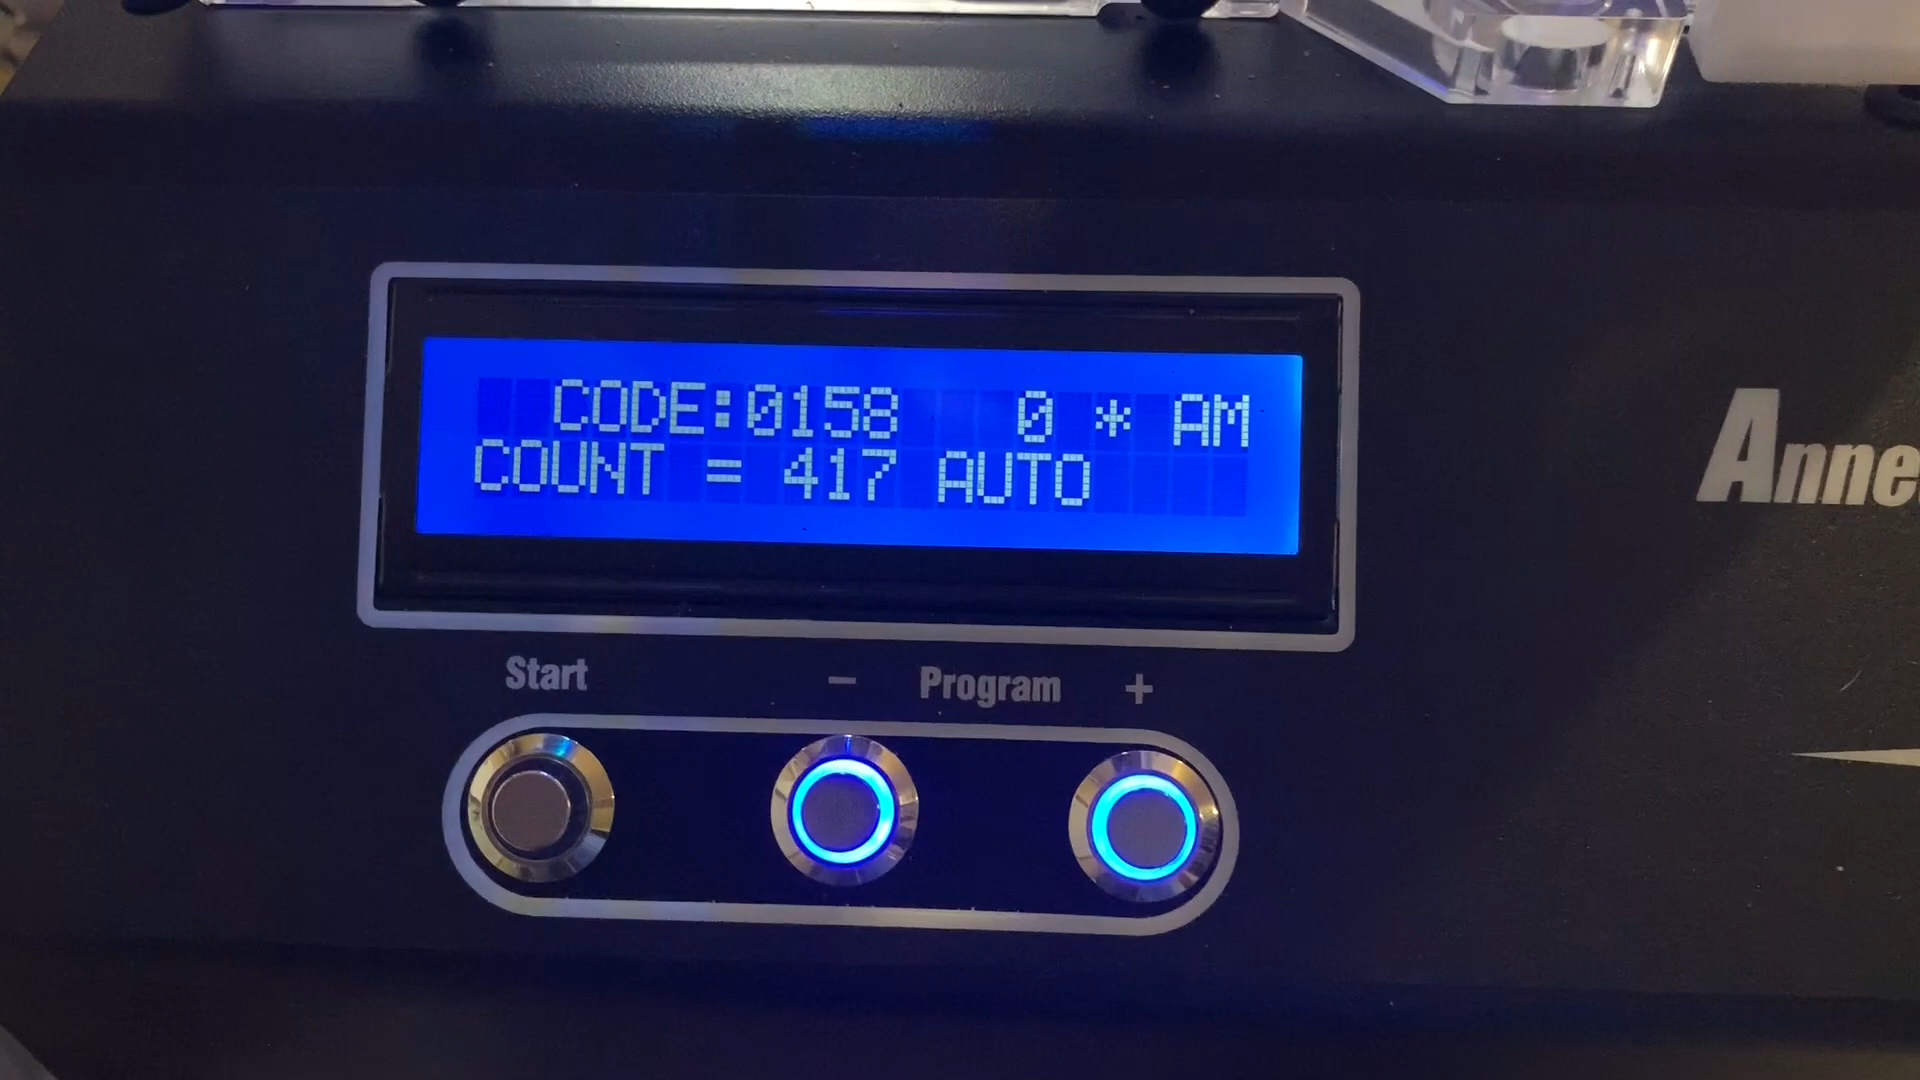 CODE:0158 0 * AM
COUNT = 417 AUTO
Start - Program +
Anne